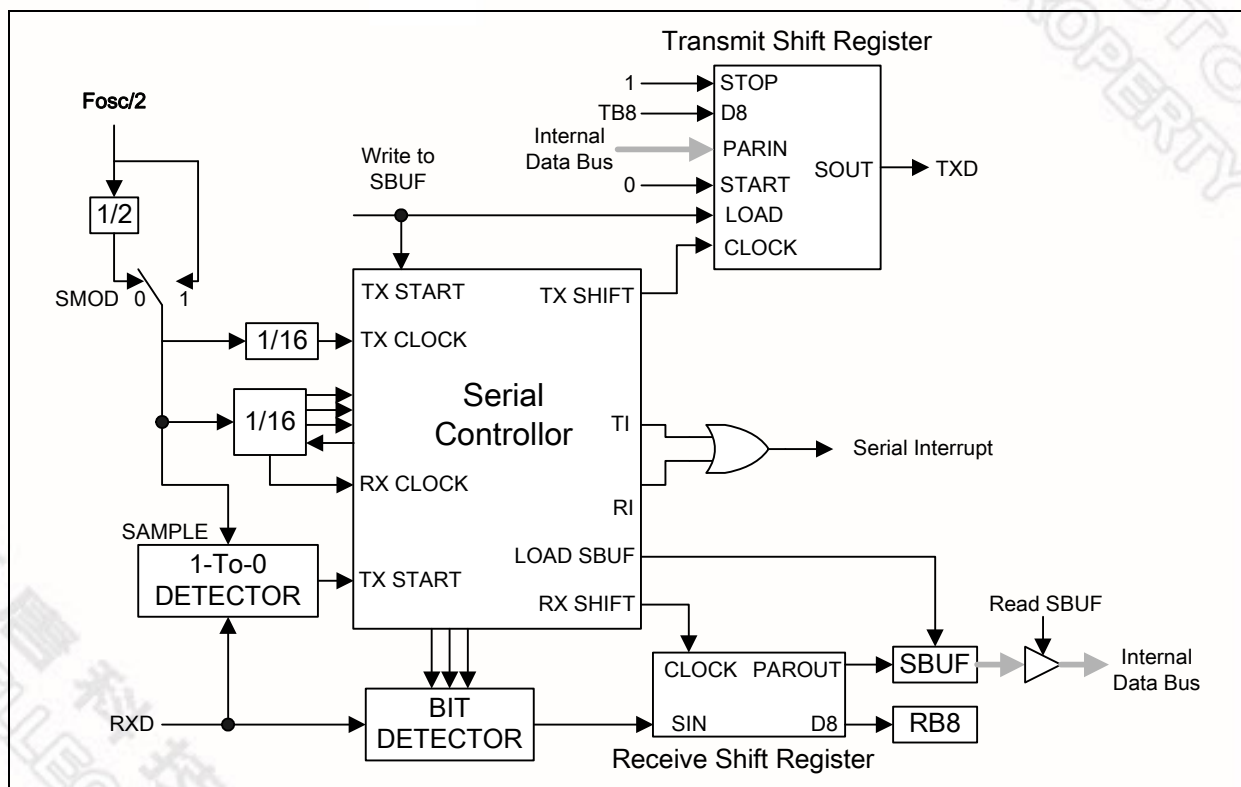 Transmit Shift Register
1
STOP
TB8
D8
Internal
Data Bus
PARIN
0
START
LOAD
CLOCK
SOUT
TXD
Fosc/2
1/2
SMOD
0
1
Write to
SBUF
TX START
TX SHIFT
1/16
TX CLOCK
1/16
Serial
Controllor
TI
RI
Serial Interrupt
RX CLOCK
SAMPLE
1-To-0
DETECTOR
TX START
LOAD SBUF
RX SHIFT
Read SBUF
CLOCK
PAROUT
SBUF
Internal
Data Bus
RXD
BIT
DETECTOR
SIN
D8
RB8
Receive Shift Register
PROPERTY
科技